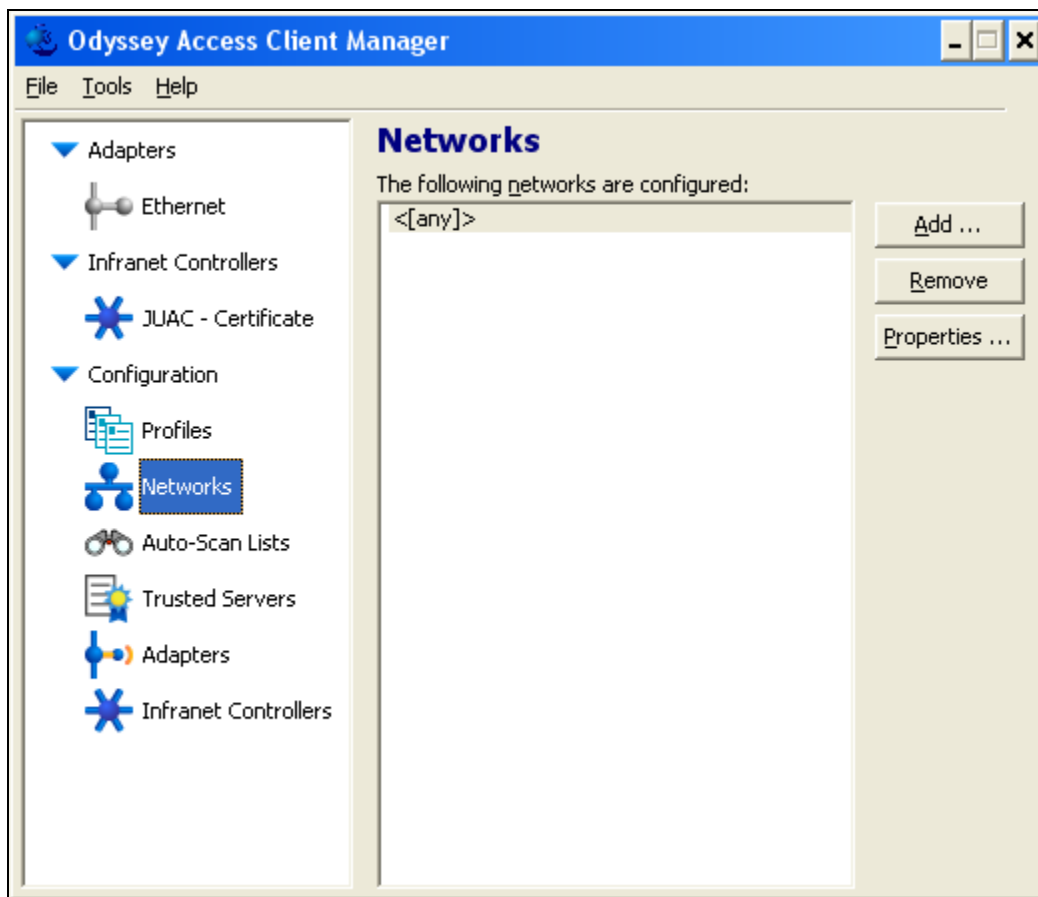 Odyssey Access Client Manager
File Tools Help
Adapters
Ethernet
Infranet Controllers
JUAC - Certificate
Configuration
Profiles
Networks
Auto-Scan Lists
Trusted Servers
Adapters
Infranet Controllers
Networks
The following networks are configured:
<[any]>
Add ...
Remove
Properties ...